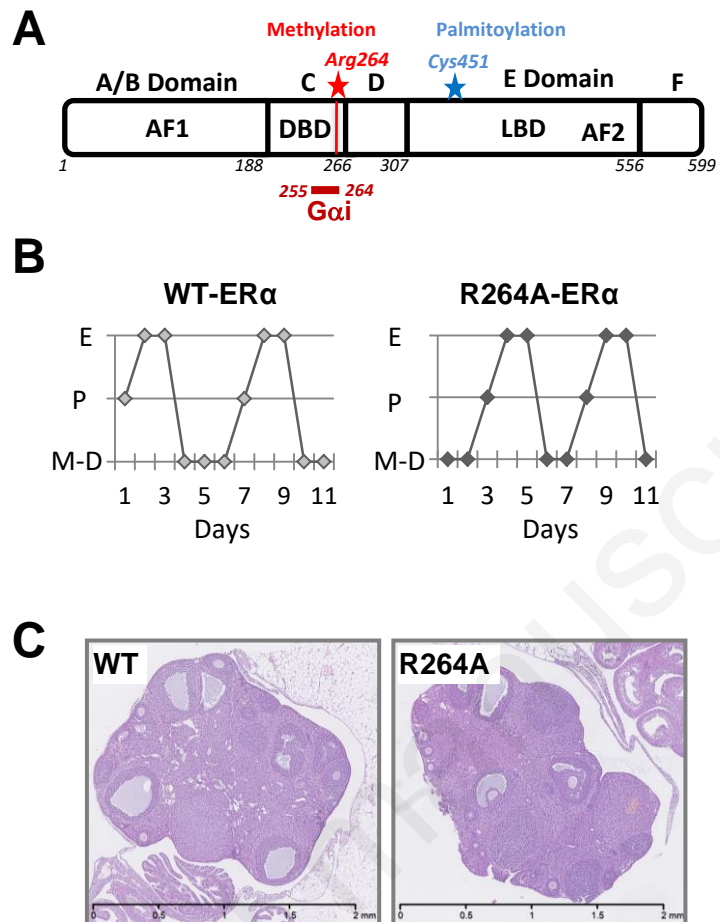 A
Methylation Palmitoylation
Arg264 Cys451
A/B Domain C D E Domain F
AF1 DBD LBD AF2
1 188 266 307 556 599
255 264
Gαi
B
WT-ERα R264A-ERα
E E
P P
M-D M-D
1 3 5 7 9 11 1 3 5 7 9 11
Days Days
C
WT R264A
0 0.5 1 1.5 2 mm 0 0.5 1 1.5 2 mm